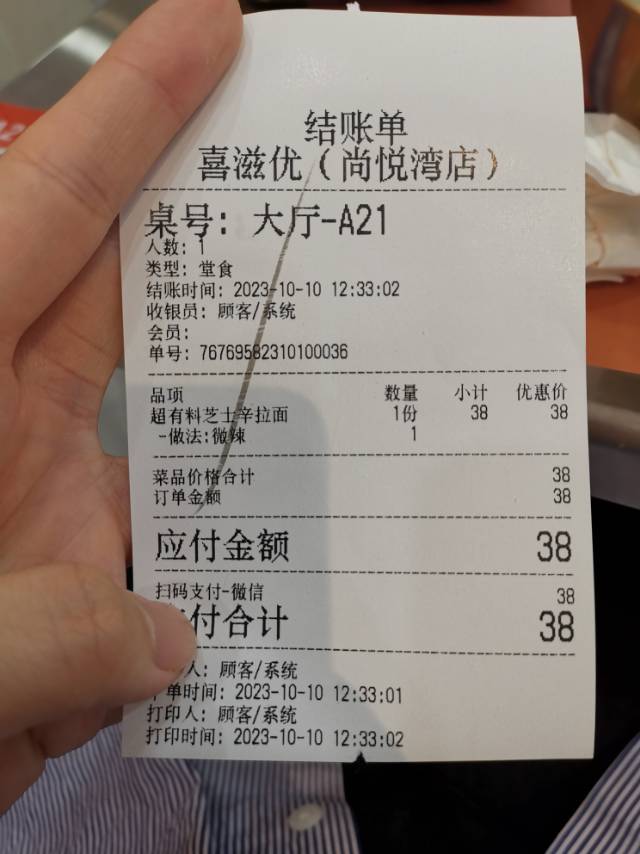 结账单
喜滋优（尚悦湾店）
桌号：大厅-A21
人数：1
类型：堂食
结账时间：2023-10-10 12:33:02
收银员：顾客/系统
会员：
单号：76769582310100036
品项 数量 小计 优惠价
超有料芝士辛拉面 1份 38 38
-做法:微辣 1
菜品价格合计 38
订单金额 38
应付金额 38
扫码支付-微信 38
付合计 38
人：顾客/系统
单时间：2023-10-10 12:33:01
打印人：顾客/系统
打印时间：2023-10-10 12:33:02